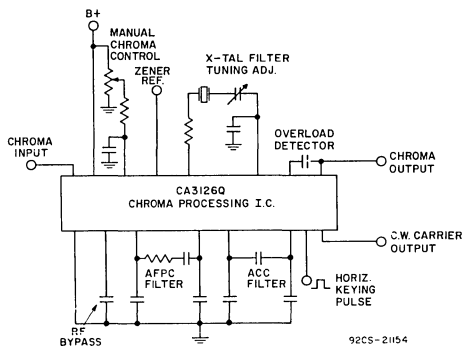 B+
MANUAL
CHROMA
CONTROL
ZENER
REF.
X-TAL FILTER
TUNING ADJ.
OVERLOAD
DETECTOR
CHROMA
INPUT
CHROMA
OUTPUT
CA3126Q
CHROMA PROCESSING I.C.
C.W. CARRIER
OUTPUT
AFPC
FILTER
ACC
FILTER
HORIZ.
KEYING
PULSE
RF
BYPASS
92CS-21154